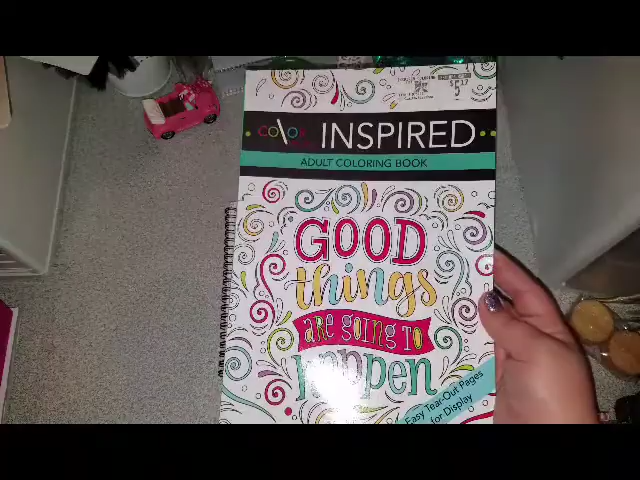 $5
COLOR INSPIRED
ADULT COLORING BOOK
GOOD
things
are going to
happen
Easy Tear-Out Pages
for Display